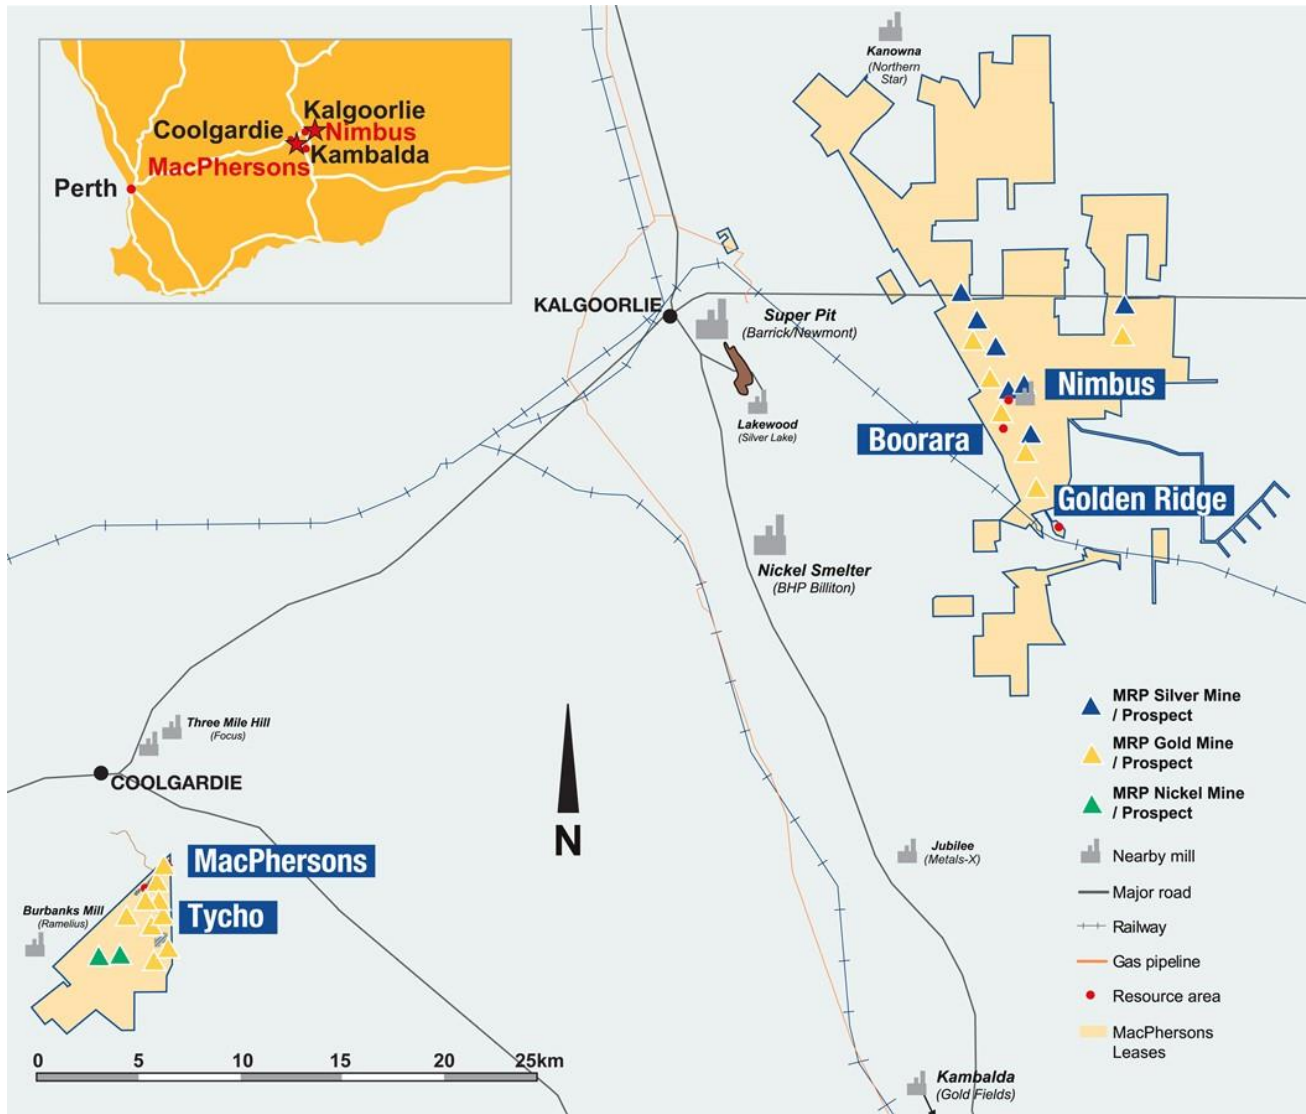 Kalgoorlie
Coolgardie
Nimbus
Kambalda
MacPhersons
Perth
Kanowna
(Northern
Star)
KALGOORLIE
Super Pit
(Barrick/Newmont)
Lakewood
(Silver Lake)
Nimbus
Boorara
Golden Ridge
Nickel Smelter
(BHP Billiton)
Three Mile Hill
(Focus)
COOLGARDIE
N
MacPhersons
Tycho
Burbanks Mill
(Ramelius)
Jubilee
(Metals-X)
Kambalda
(Gold Fields)
MRP Silver Mine
/ Prospect
MRP Gold Mine
/ Prospect
MRP Nickel Mine
/ Prospect
Nearby mill
Major road
Railway
Gas pipeline
Resource area
MacPhersons
Leases
0 5 10 15 20 25km